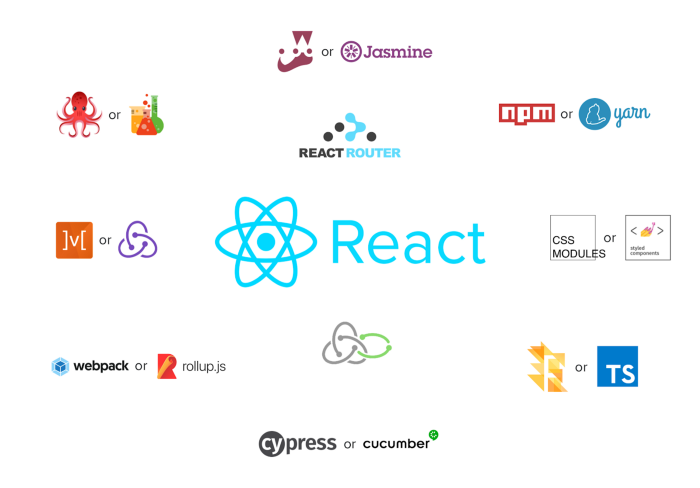 or Jasmine
or
npm or yarn
REACT ROUTER
]v[ or
React
CSS
MODULES
or
< >
styled
components
webpack or rollup.js
or TS
cypress or cucumber